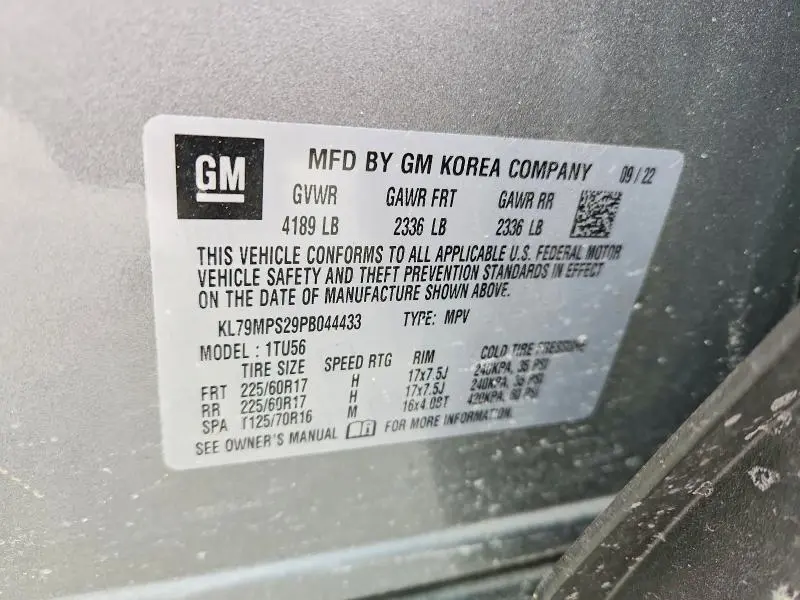 GM
MFD BY GM KOREA COMPANY 09 / 22
GVWR GAWR FRT GAWR RR
4189 LB 2336 LB 2336 LB
THIS VEHICLE CONFORMS TO ALL APPLICABLE U.S. FEDERAL MOTOR
VEHICLE SAFETY AND THEFT PREVENTION STANDARDS IN EFFECT
ON THE DATE OF MANUFACTURE SHOWN ABOVE.
KL79MPS29PB044433 TYPE: MPV
MODEL : 1TU56
TIRE SIZE SPEED RTG RIM COLD TIRE PRESSURE
FRT 225/60R17 H 17x7.5J 240KPA, 35 PSI
RR 225/60R17 H 17x7.5J 240KPA, 35 PSI
SPA T125/70R16 M 16x4.0BT 420KPA, 60 PSI
SEE OWNER'S MANUAL FOR MORE INFORMATION.